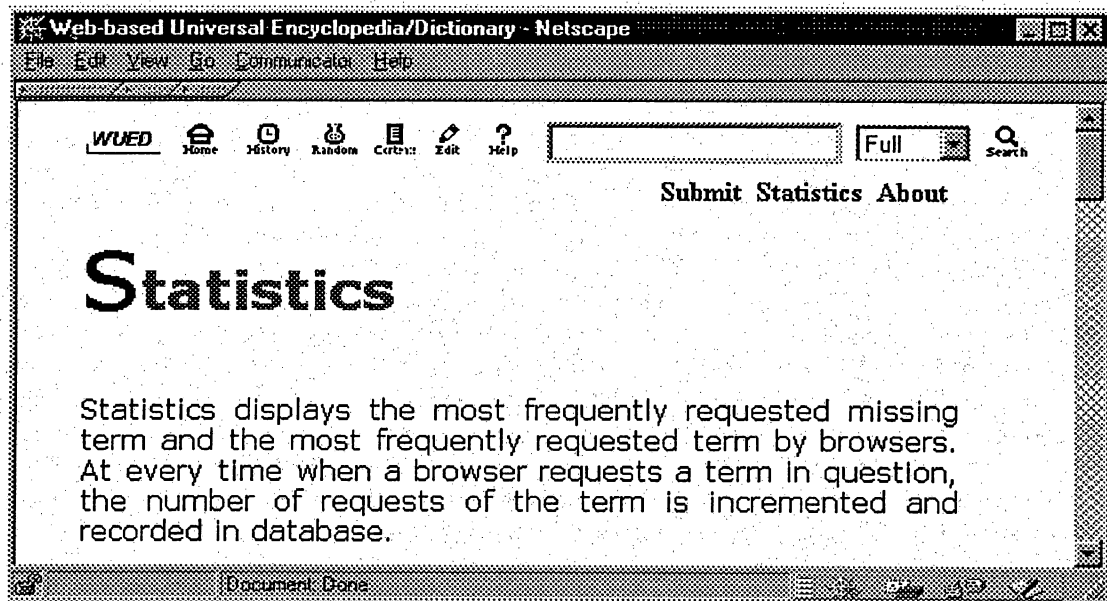 Web-based Universal Encyclopedia/Dictionary - Netscape
File Edit View Go Communicator Help
WUED Home History Random Edit Help Full Search
Submit Statistics About
Statistics
Statistics displays the most frequently requested missing
term and the most frequently requested term by browsers.
At every time when a browser requests a term in question,
the number of requests of the term is incremented and
recorded in database.
Document: Done